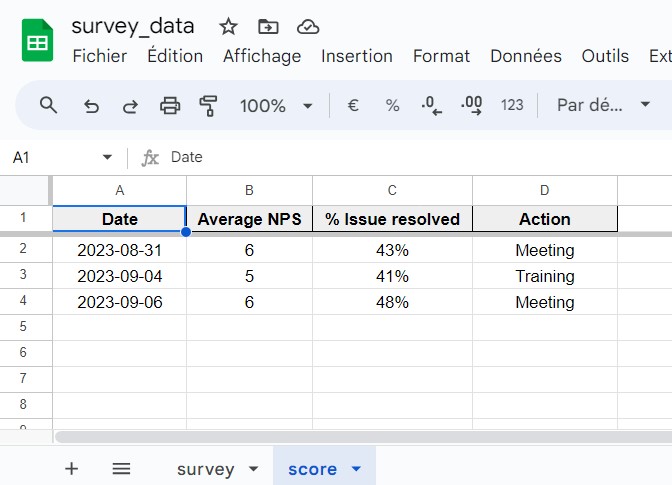 survey_data
Fichier Édition Affichage Insertion Format Données Outils Ext
100% € % .0 .00 123 Par dé...
A1 fx Date
A B C D
1 Date Average NPS % Issue resolved Action
2 2023-08-31 6 43% Meeting
3 2023-09-04 5 41% Training
4 2023-09-06 6 48% Meeting
5
6
7
8
9
+ survey score